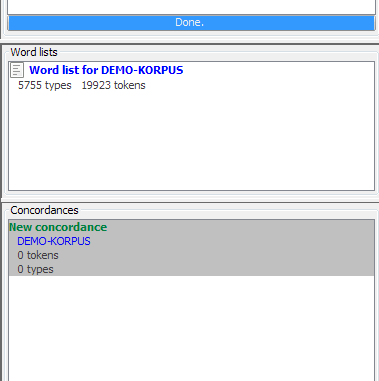 Done.
Word lists
Word list for DEMO-KORPUS
5755 types 19923 tokens
Concordances
New concordance
DEMO-KORPUS
0 tokens
0 types